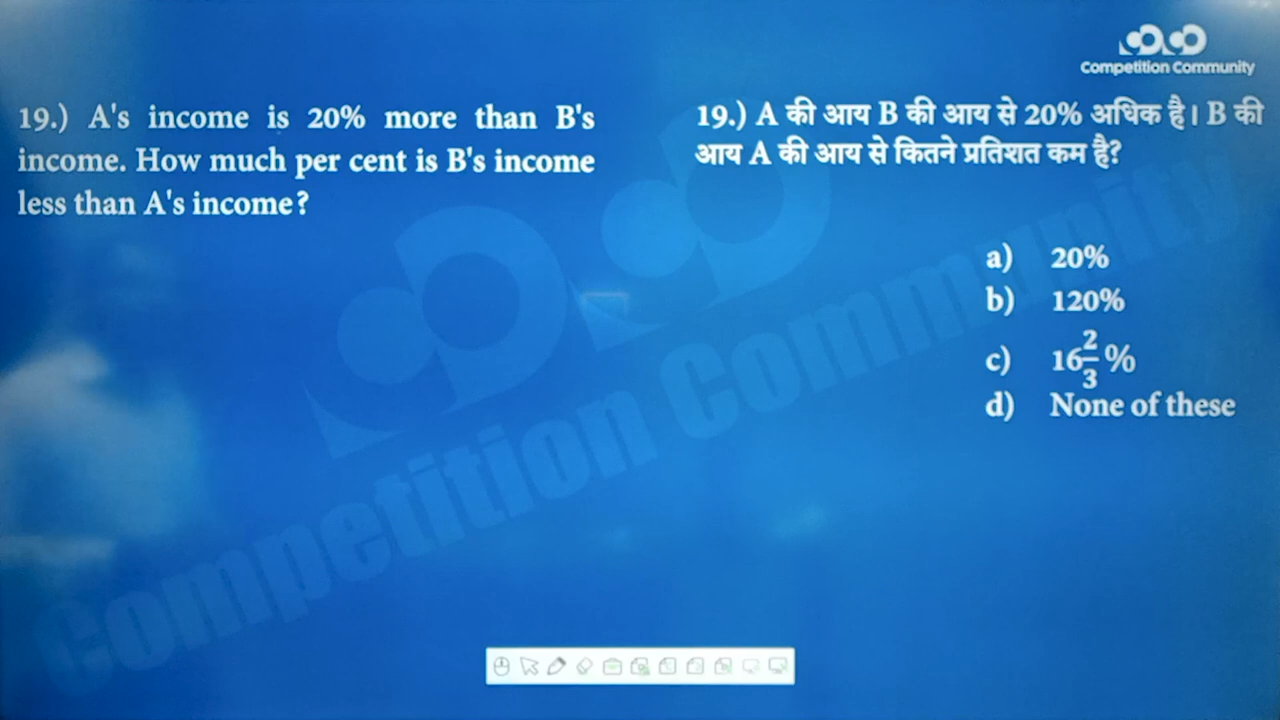 Competition Community
19.) A's income is 20% more than B's
income. How much per cent is B's income
less than A's income?
19.) A की आय B की आय से 20% अधिक है। B की
आय A की आय से कितने प्रतिशत कम है?
a) 20%
b) 120%
c) 16 2/3 %
d) None of these
Competition Community